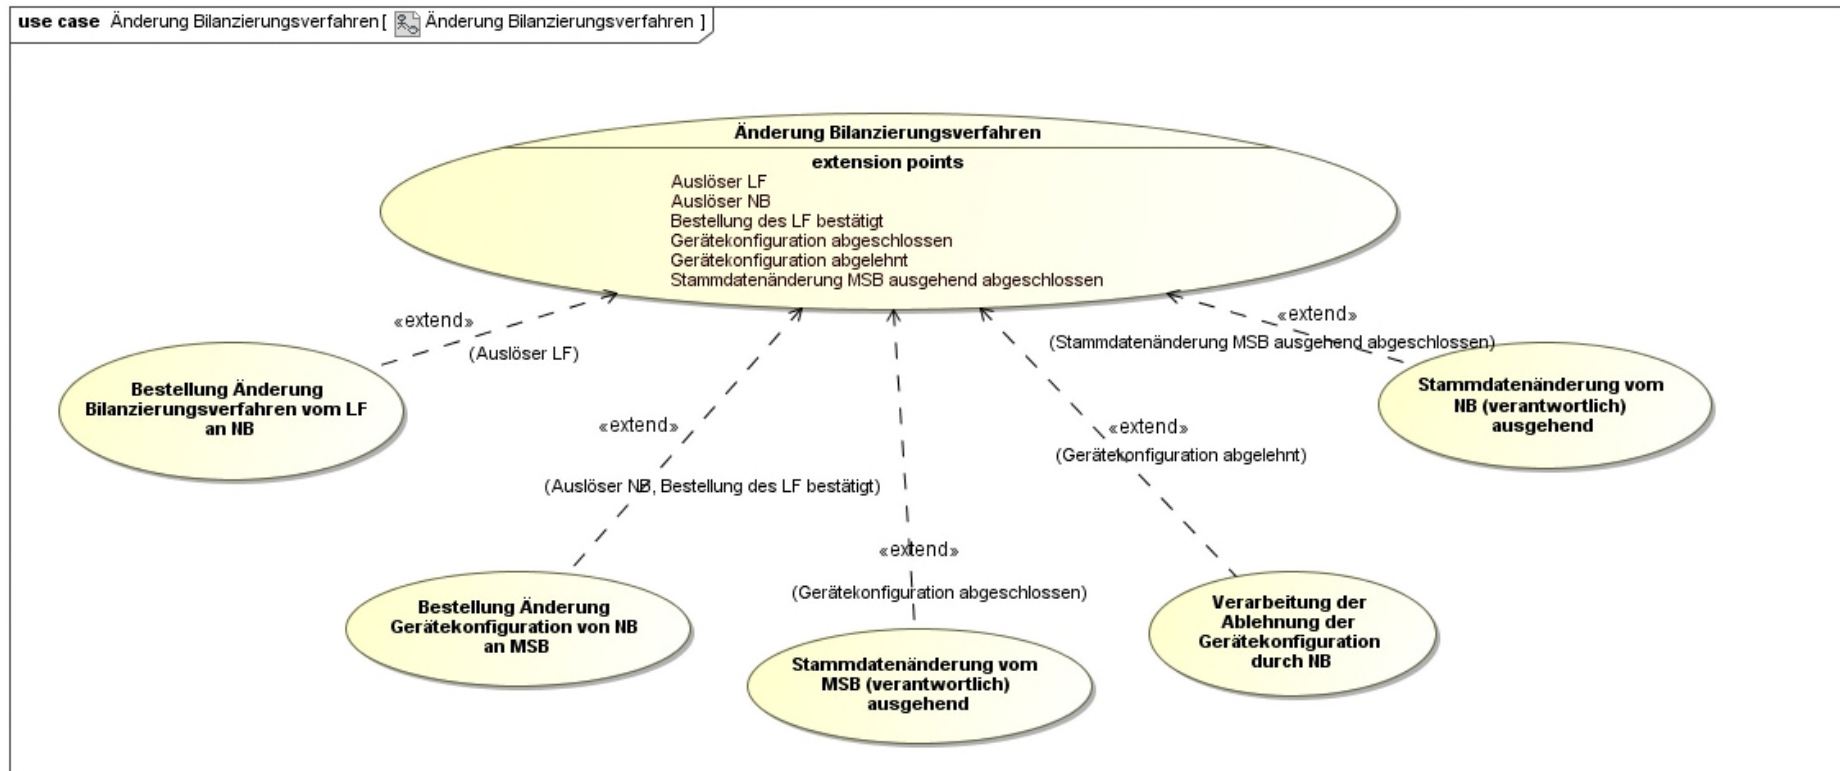 use case Änderung Bilanzierungsverfahren[ Änderung Bilanzierungsverfahren ]
Änderung Bilanzierungsverfahren
extension points
Auslöser LF
Auslöser NB
Bestellung des LF bestätigt
Gerätekonfiguration abgeschlossen
Gerätekonfiguration abgelehnt
Stammdatenänderung MSB ausgehend abgeschlossen
«extend»
(Auslöser LF)
«extend»
(Stammdatenänderung MSB ausgehend abgeschlossen)
Bestellung Änderung
Bilanzierungsverfahren vom LF
an NB
Stammdatenänderung vom
NB (verantwortlich)
ausgehend
«extend»
(Auslöser NB, Bestellung des LF bestätigt)
«extend»
(Gerätekonfiguration abgelehnt)
«extend»
(Gerätekonfiguration abgeschlossen)
Bestellung Änderung
Gerätekonfiguration von NB
an MSB
Stammdatenänderung vom
MSB (verantwortlich)
ausgehend
Verarbeitung der
Ablehnung der
Gerätekonfiguration
durch NB